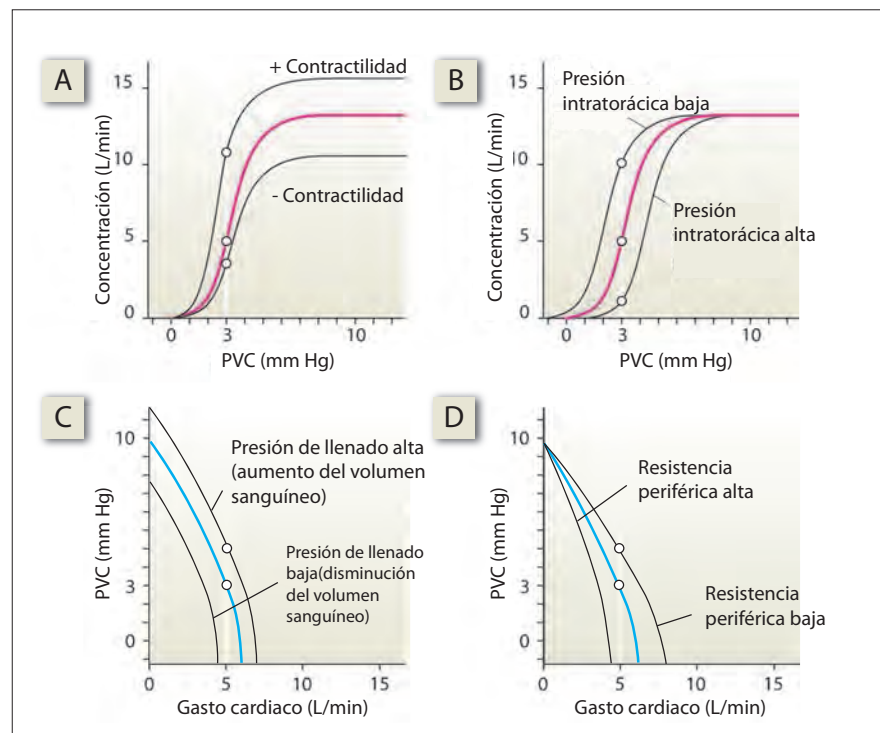 A
Concentración (L/min)
15
10
5
0
+ Contractilidad
- Contractilidad
0
3
10
PVC (mm Hg)
B
Concentración (L/min)
15
10
5
0
Presión
intratorácica baja
Presión
intratorácica alta
0
3
10
PVC (mm Hg)
C
PVC (mm Hg)
10
3
0
Presión de llenado alta
(aumento del volumen
sanguíneo)
Presión de llenado
baja(disminución
del volumen
sanguíneo)
0
5
10
15
Gasto cardiaco (L/min)
D
PVC (mm Hg)
10
3
0
Resistencia
periférica alta
Resistencia
periférica baja
0
5
10
15
Gasto cardiaco (L/min)